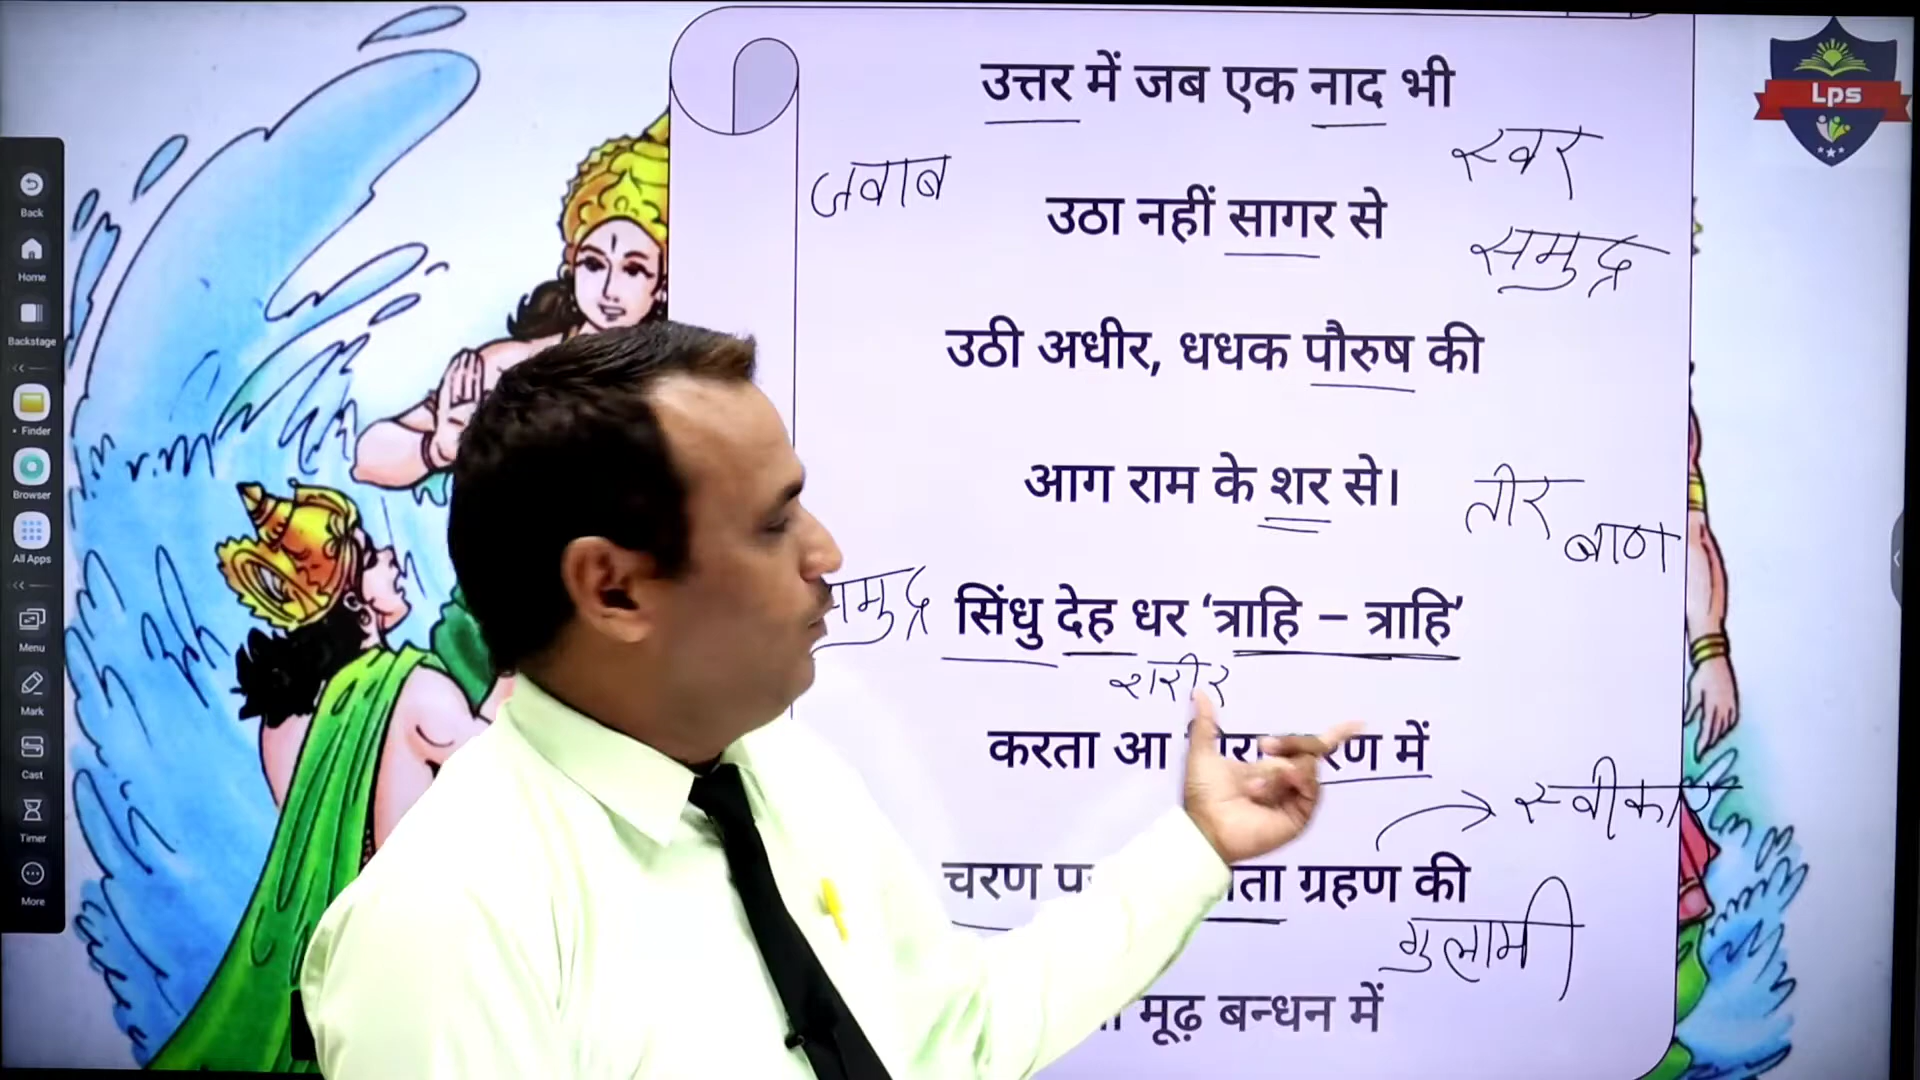 Lps
उत्तर में जब एक नाद भी
स्वर
जवाब
उठा नहीं सागर से
समुद्र
उठी अधीर, धधक पौरुष की
आग राम के शर से।
तीर
बाण
सिंधु देह धर ‘त्राहि – त्राहि’
शरीर
करता आ में
स्वीकार
चरण ग्रहण की
गुलामी
मूढ़ बन्धन में
Back
Home
Backstage
Finder
Browser
All Apps
Menu
Mark
Cast
Timer
More